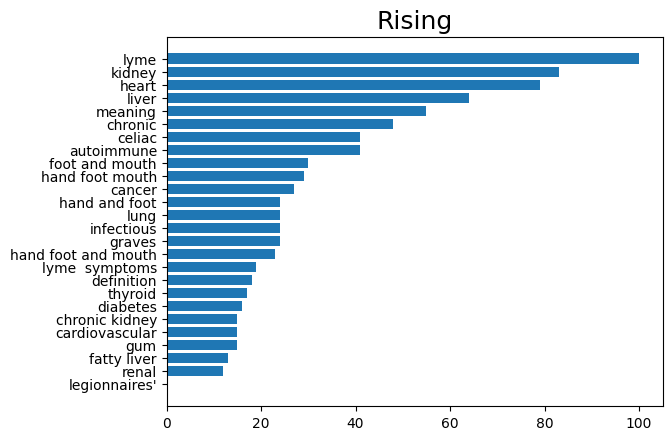 Rising
lyme
kidney
heart
liver
meaning
chronic
celiac
autoimmune
foot and mouth
hand foot mouth
cancer
hand and foot
lung
infectious
graves
hand foot and mouth
lyme  symptoms
definition
thyroid
diabetes
chronic kidney
cardiovascular
gum
fatty liver
renal
legionnaires'
0 20 40 60 80 100